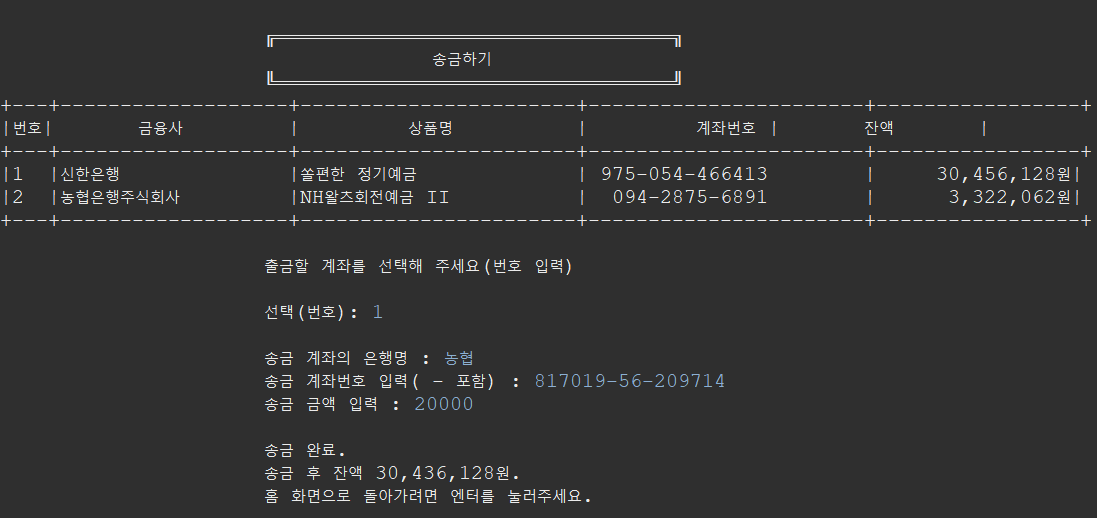 송금하기
|번호| 금융사 | 상품명 | 계좌번호 | 잔액 |
|1 |신한은행 |쏠편한 정기예금 | 975-054-466413 | 30,456,128원|
|2 |농협은행주식회사 |NH왈츠회전예금 II | 094-2875-6891 | 3,322,062원|
출금할 계좌를 선택해 주세요(번호 입력)
선택(번호): 1
송금 계좌의 은행명 : 농협
송금 계좌번호 입력( - 포함) : 817019-56-209714
송금 금액 입력 : 20000
송금 완료.
송금 후 잔액 30,436,128원.
홈 화면으로 돌아가려면 엔터를 눌러주세요.